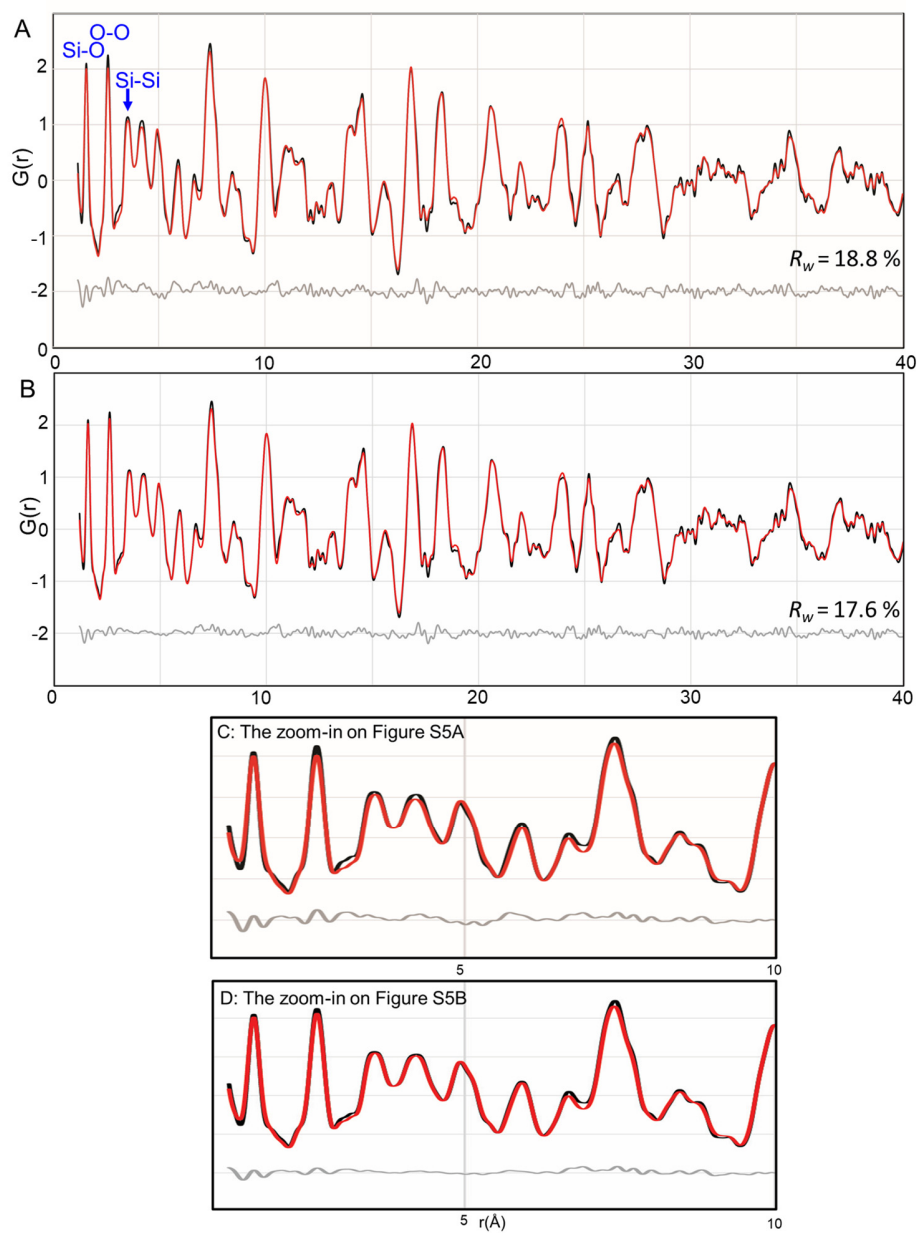 A
O-O
Si-O
Si-Si
2
1
0
-1
-2
0
G(r)
R_w = 18.8 %
0 10 20 30 40
B
2
1
0
-1
-2
G(r)
R_w = 17.6 %
0 10 20 30 40
C: The zoom-in on Figure S5A
5 10
D: The zoom-in on Figure S5B
5 r(Å) 10